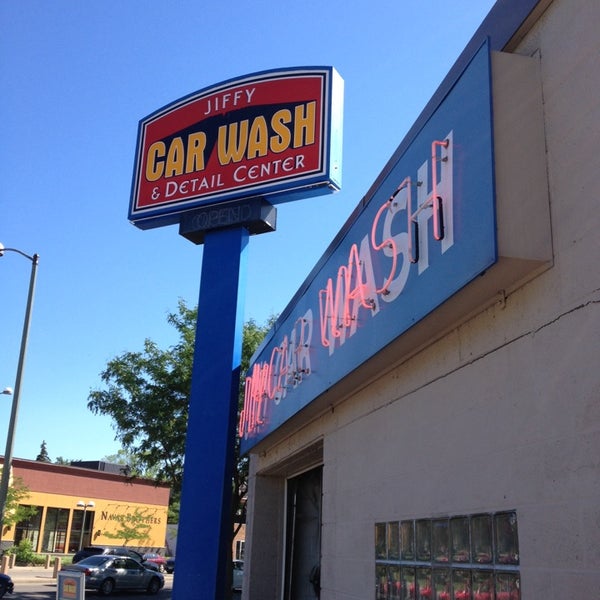 JIFFY
CAR WASH
& DETAIL CENTER
OPEN
CAR WASH